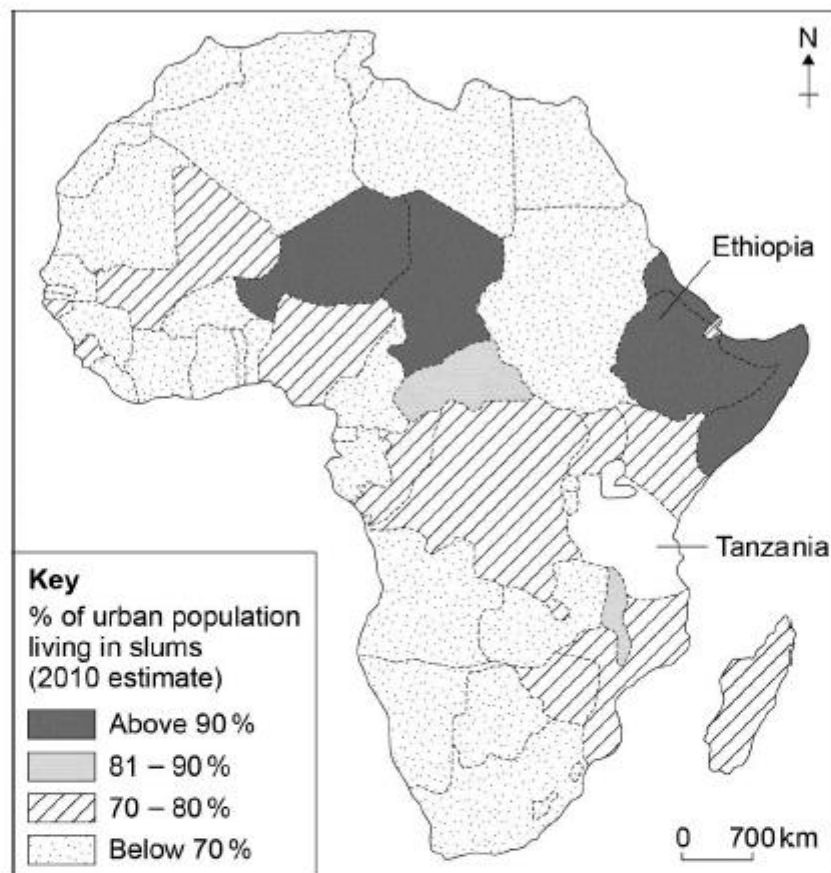 N
Ethiopia
Tanzania
Key
% of urban population
living in slums
(2010 estimate)
Above 90 %
81 – 90 %
70 – 80 %
Below 70 %
0 700 km